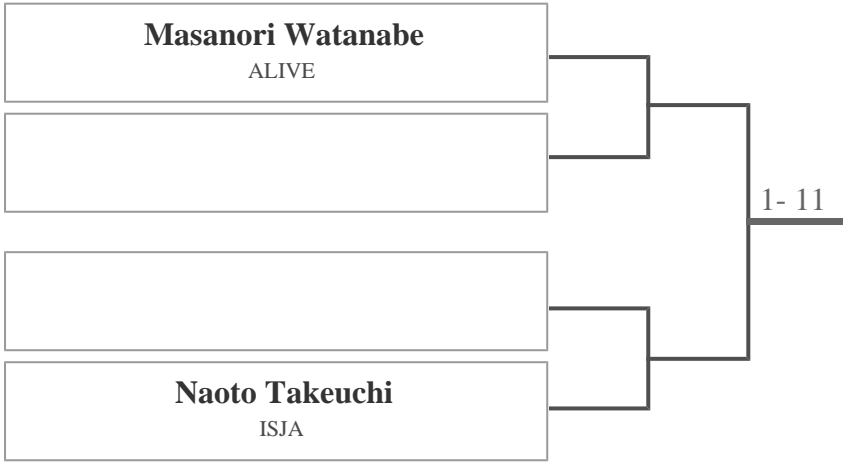 Masanori Watanabe
ALIVE
1- 11
Naoto Takeuchi
ISJA